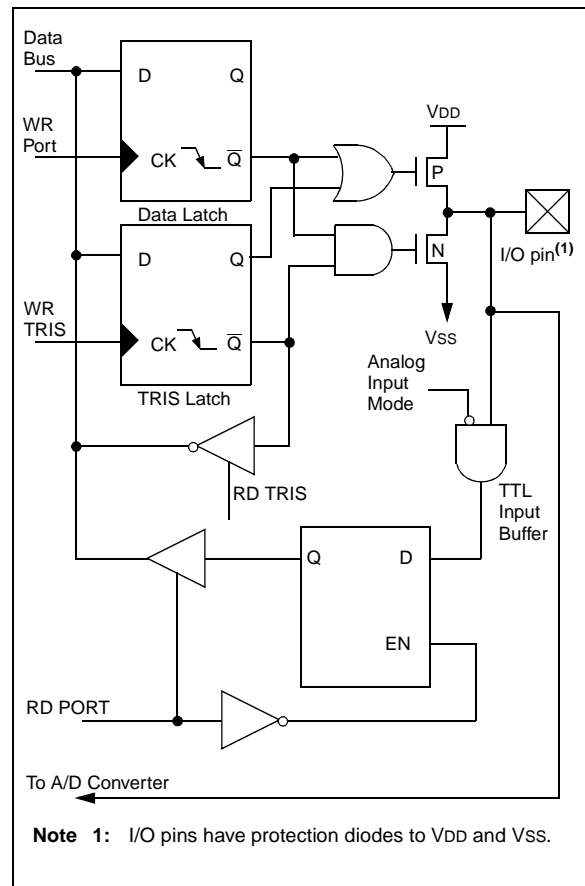 Data
Bus
D
Q
VDD
WR
Port
CK
Q
P
Data Latch
I/O pin(1)
D
Q
N
WR
TRIS
CK
Q
VSS
TRIS Latch
Analog
Input
Mode
RD TRIS
TTL
Input
Buffer
Q
D
EN
RD PORT
To A/D Converter
Note 1: I/O pins have protection diodes to VDD and VSS.